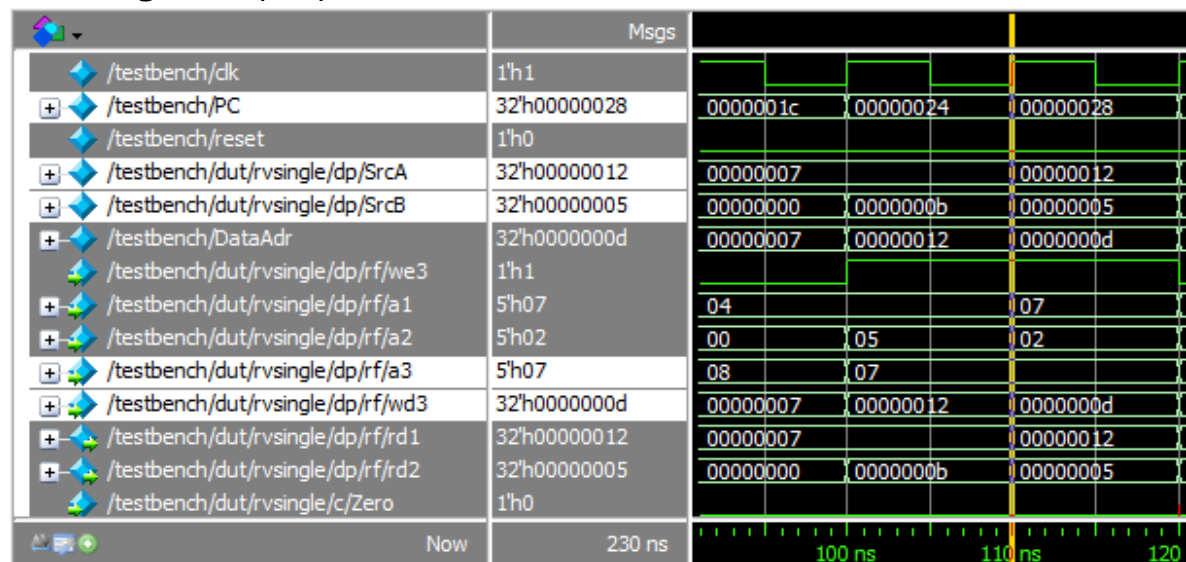 Msgs
/testbench/clk 1'h1
/testbench/PC 32'h00000028 0000001c 00000024 00000028
/testbench/reset 1'h0
/testbench/dut/rvsingle/dp/SrcA 32'h00000012 00000007 00000012
/testbench/dut/rvsingle/dp/SrcB 32'h00000005 00000000 0000000b 00000005
/testbench/DataAdr 32'h0000000d 00000007 00000012 0000000d
/testbench/dut/rvsingle/dp/rf/we3 1'h1
/testbench/dut/rvsingle/dp/rf/a1 5'h07 04 07
/testbench/dut/rvsingle/dp/rf/a2 5'h02 00 05 02
/testbench/dut/rvsingle/dp/rf/a3 5'h07 08 07
/testbench/dut/rvsingle/dp/rf/wd3 32'h0000000d 00000007 00000012 0000000d
/testbench/dut/rvsingle/dp/rf/rd1 32'h00000012 00000007 00000012
/testbench/dut/rvsingle/dp/rf/rd2 32'h00000005 00000000 0000000b 00000005
/testbench/dut/rvsingle/c/Zero 1'h0
Now 230 ns 100 ns 110 ns 120